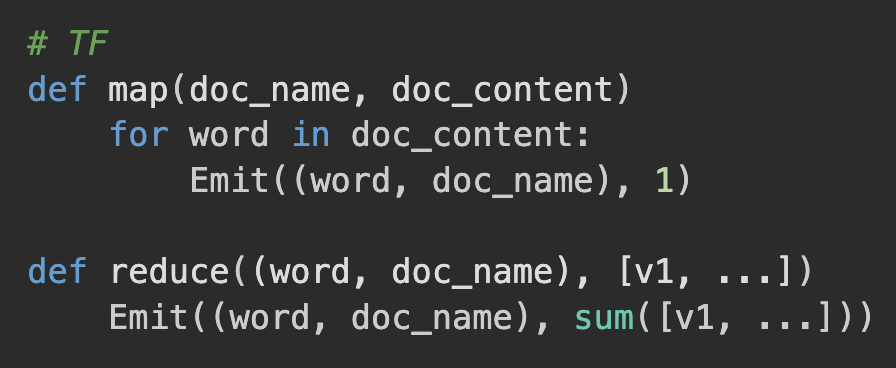 # TF
def map(doc_name, doc_content)
    for word in doc_content:
        Emit((word, doc_name), 1)

def reduce((word, doc_name), [v1, ...])
    Emit((word, doc_name), sum([v1, ...]))